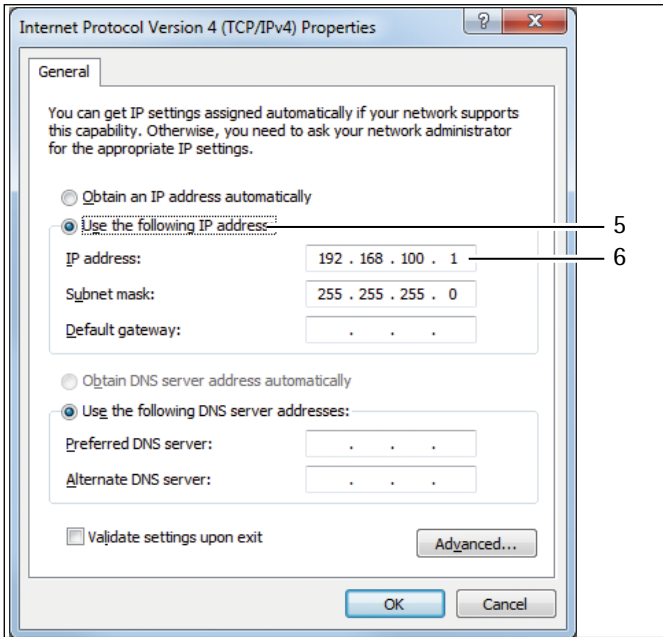 Internet Protocol Version 4 (TCP/IPv4) Properties
?
X
General
You can get IP settings assigned automatically if your network supports
this capability. Otherwise, you need to ask your network administrator
for the appropriate IP settings.
Obtain an IP address automatically
Use the following IP address: 5
IP address: 192 . 168 . 100 . 1 6
Subnet mask: 255 . 255 . 255 . 0
Default gateway: . . .
Obtain DNS server address automatically
Use the following DNS server addresses:
Preferred DNS server: . . .
Alternate DNS server: . . .
Validate settings upon exit
Advanced...
OK Cancel